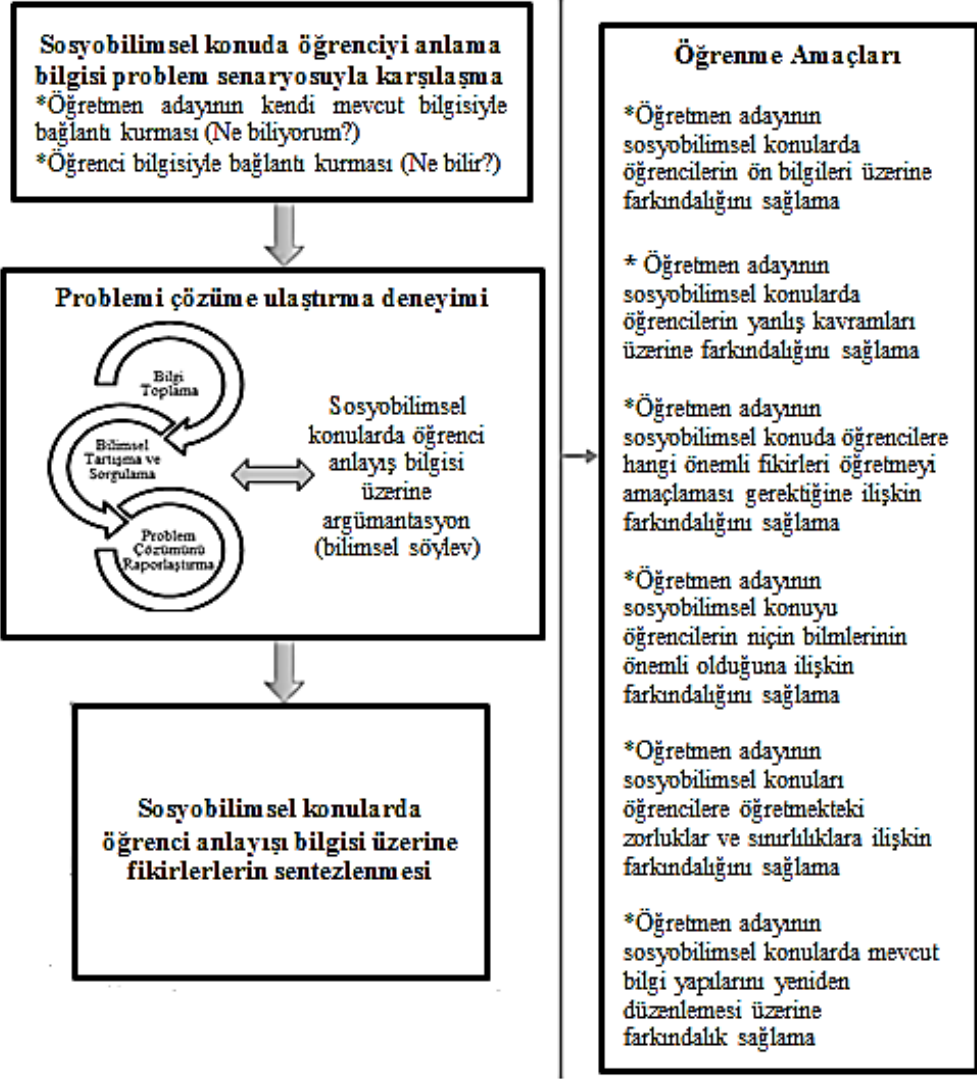 Sosyobilimsel konuda öğrenciyi anlama
bilgisi problem senaryosuyla karşılaşma
*Öğretmen adayının kendi mevcut bilgisiyle
bağlantı kurması (Ne biliyorum?)
*Öğrenci bilgisiyle bağlantı kurması (Ne bilir?)
Problemi çözüme ulaştırma deneyimi
Bilgi
Toplama
Bilimsel
Tartışma ve
Sorgulama
Problem
Çözümünü
Raporlaştırma
Sosyobilimsel
konularda öğrenci
anlayış bilgisi
üzerine
argümantasyon
(bilimsel söylev)
Sosyobilimsel konularda
öğrenci anlayışı bilgisi üzerine
fikirlerlerin sentezlenmesi
Öğrenme Amaçları
*Öğretmen adayının
sosyobilimsel konularda
öğrencilerin ön bilgileri üzerine
farkındalığını sağlama
* Öğretmen adayının
sosyobilimsel konularda
öğrencilerin yanlış kavramları
üzerine farkındalığını sağlama
*Öğretmen adayının
sosyobilimsel konuda öğrencilere
hangi önemli fikirleri öğretmeyi
amaçlaması gerektiğine ilişkin
farkındalığını sağlama
*Öğretmen adayının
sosyobilimsel konuyu
öğrencilerin niçin bilmlerinin
önemli olduğuna ilişkin
farkındalığını sağlama
*Öğretmen adayının
sosyobilimsel konuları
öğrencilere öğretmekteki
zorluklar ve sınırlılıklara ilişkin
farkındalığını sağlama
*Öğretmen adayının
sosyobilimsel konularda mevcut
bilgi yapılarını yeniden
düzenlemesi üzerine
farkındalık sağlama